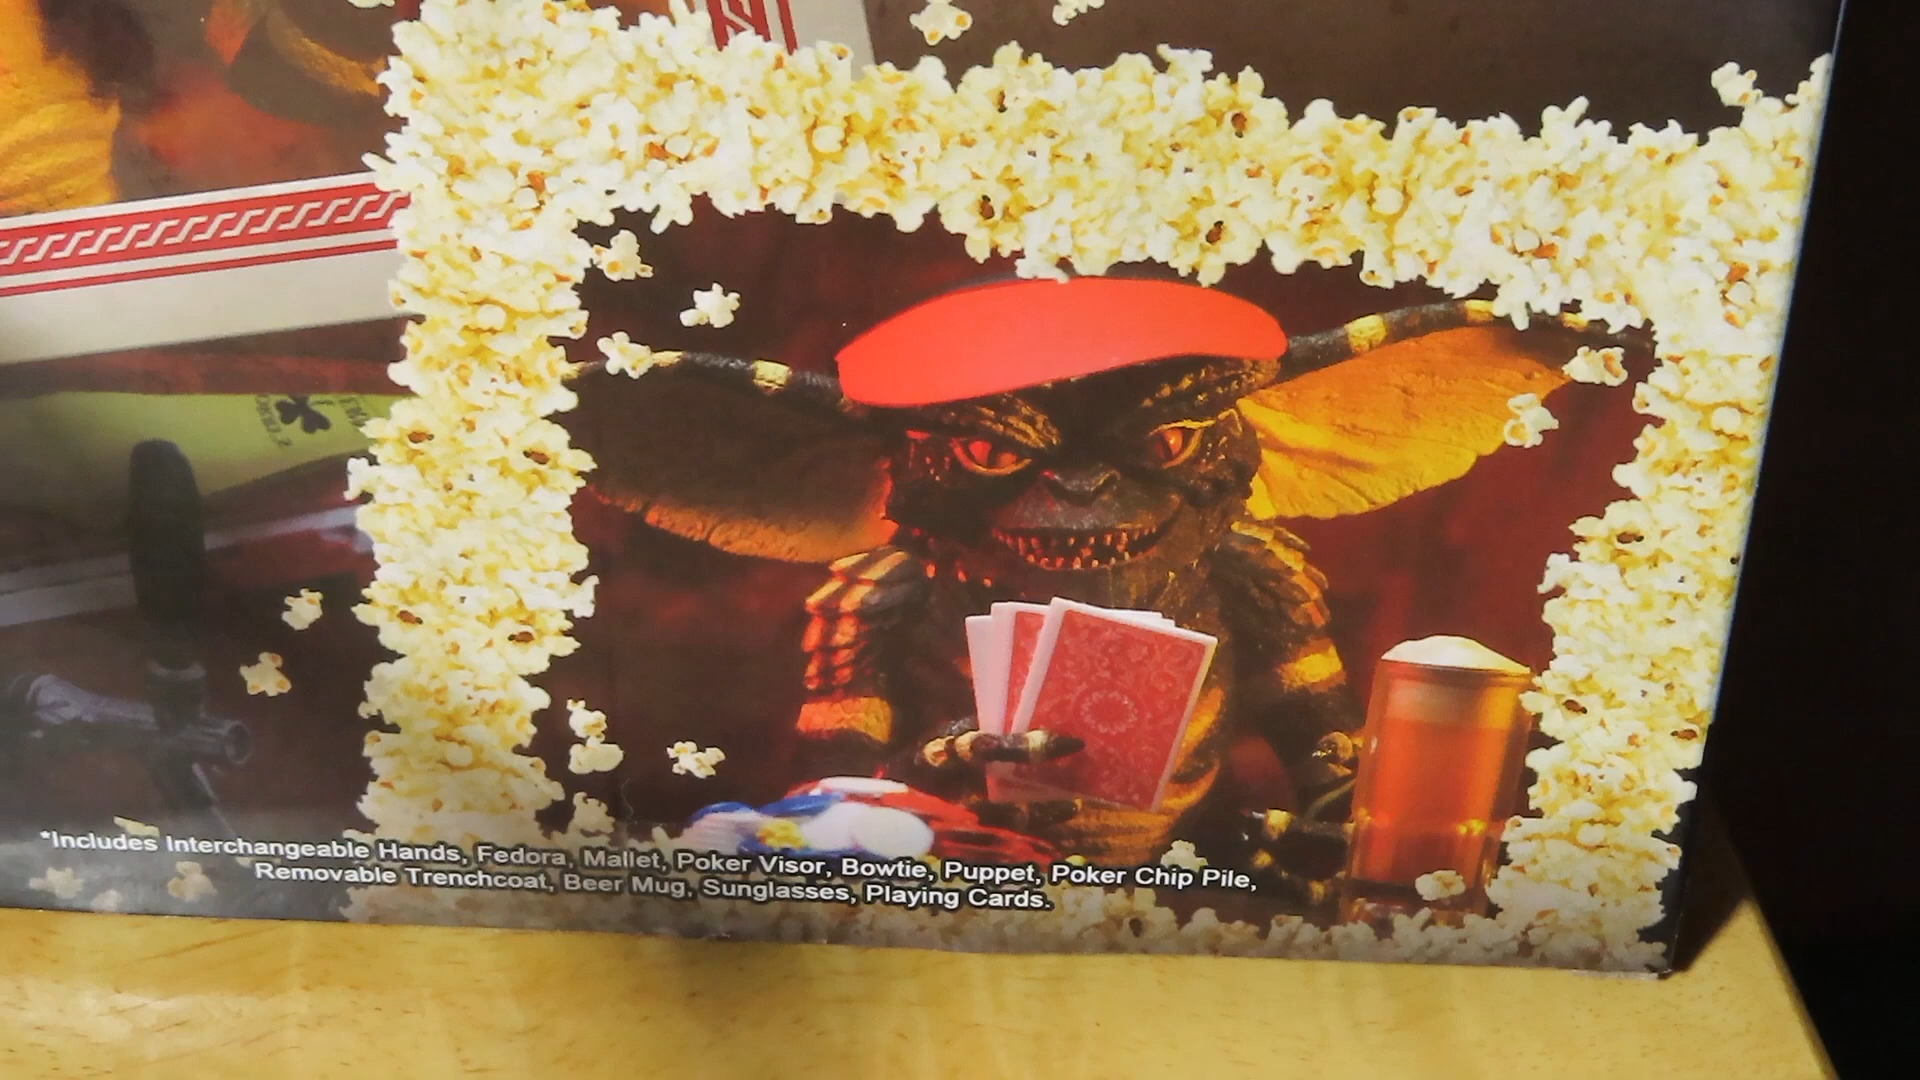 *Includes Interchangeable Hands, Fedora, Mallet, Poker Visor, Bowtie, Puppet, Poker Chip Pile,
Removable Trenchcoat, Beer Mug, Sunglasses, Playing Cards.